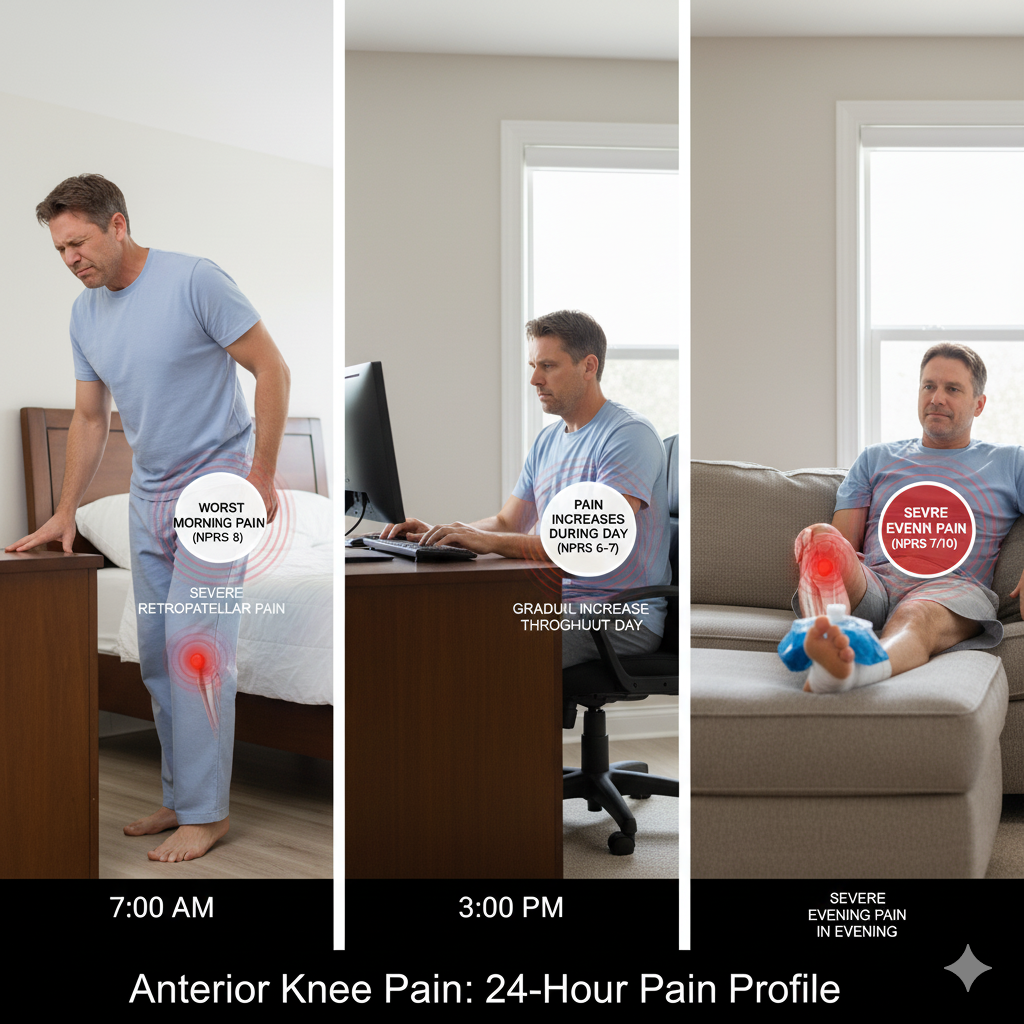 WORST
MORNING PAIN
(NPRS 8)
SEVERE
RETROPATELLAR PAIN
7:00 AM
PAIN
INCREASES
DURING DAY
(NPRS 6-7)
GRADUIL INCREASE
THROGHUUT DAY
3:00 PM
SEVRE
EVENN PAIN
(NPRS 7/10)
SEVERE
EVENING PAIN
IN EVENING
Anterior Knee Pain: 24-Hour Pain Profile